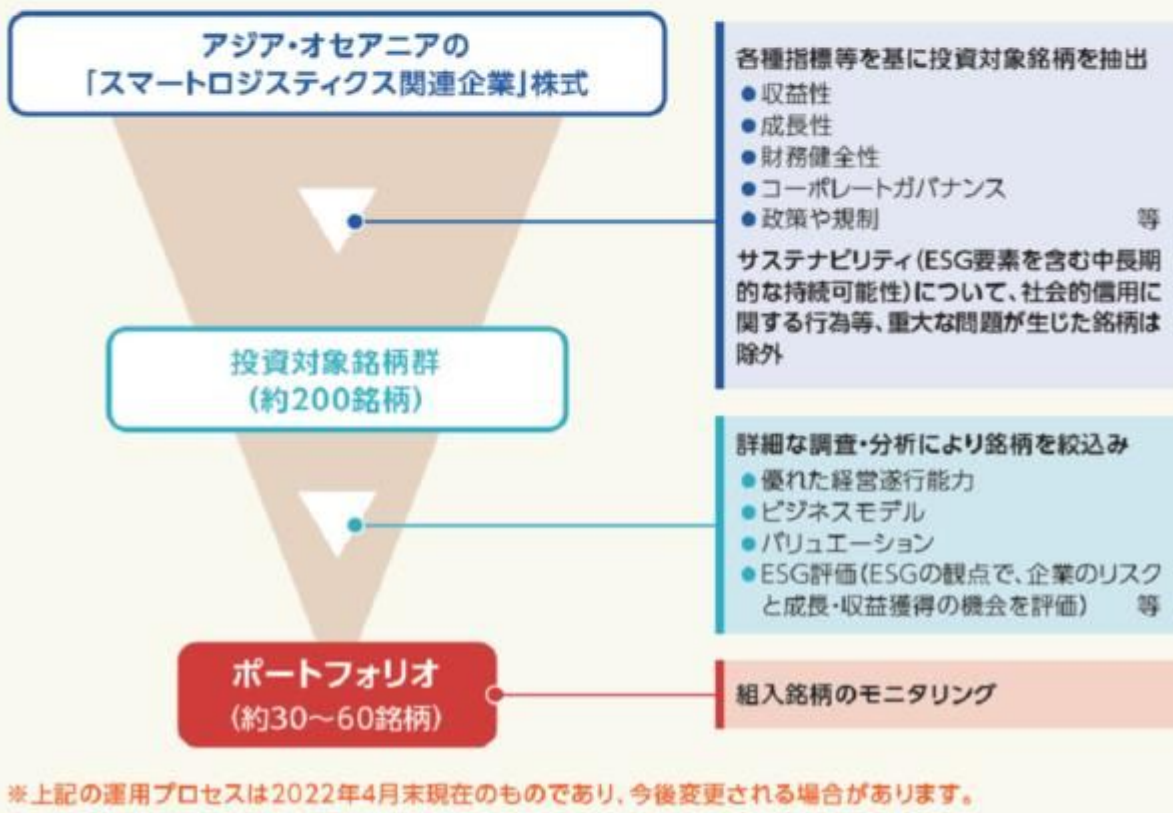 アジア・オセアニアの
「スマートロジスティクス関連企業」株式
各種指標等を基に投資対象銘柄を抽出
●収益性
●成長性
●財務健全性
●コーポレートガバナンス
●政策や規制 等
サステナビリティ(ESG要素を含む中長期
的な持続可能性)について、社会的信用に
関する行為等、重大な問題が生じた銘柄は
除外
投資対象銘柄群
(約200銘柄)
詳細な調査・分析により銘柄を絞込み
●優れた経営遂行能力
●ビジネスモデル
●バリュエーション
●ESG評価(ESGの観点で、企業のリスク
と成長・収益獲得の機会を評価) 等
ポートフォリオ
(約30～60銘柄)
組入銘柄のモニタリング
※上記の運用プロセスは2022年4月末現在のものであり、今後変更される場合があります。